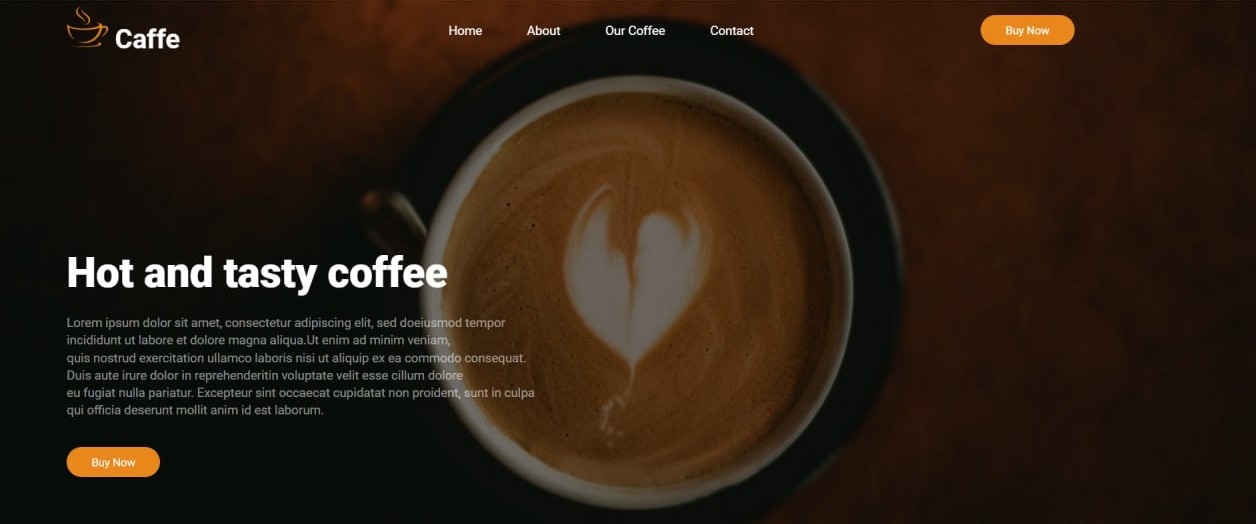 Caffe
Home About Our Coffee Contact Buy Now
Hot and tasty coffee
Lorem ipsum dolor sit amet, consectetur adipiscing elit, sed doeiusmod tempor
incididunt ut labore et dolore magna aliqua.Ut enim ad minim veniam,
quis nostrud exercitation ullamco laboris nisi ut aliquip ex ea commodo consequat.
Duis aute irure dolor in reprehenderitin voluptate velit esse cillum dolore
eu fugiat nulla pariatur. Excepteur sint occaecat cupidatat non proident, sunt in culpa
qui officia deserunt mollit anim id est laborum.
Buy Now